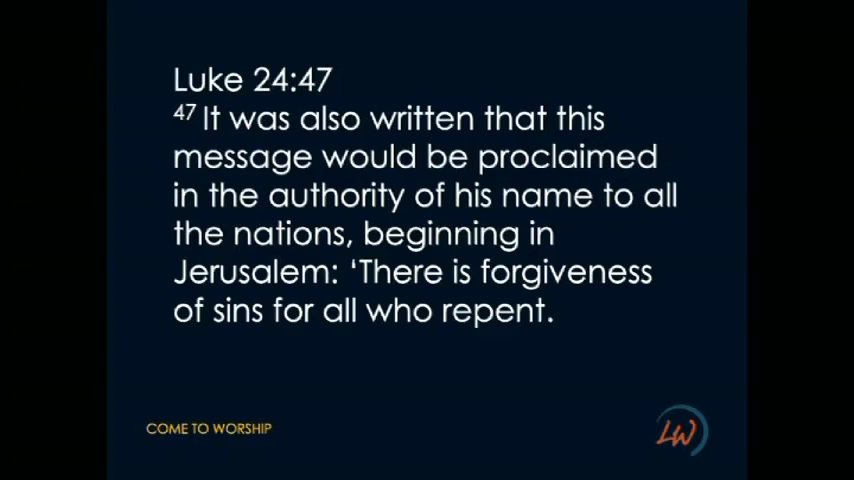 Luke 24:47
47 It was also written that this
message would be proclaimed
in the authority of his name to all
the nations, beginning in
Jerusalem: ‘There is forgiveness
of sins for all who repent.
COME TO WORSHIP
LW